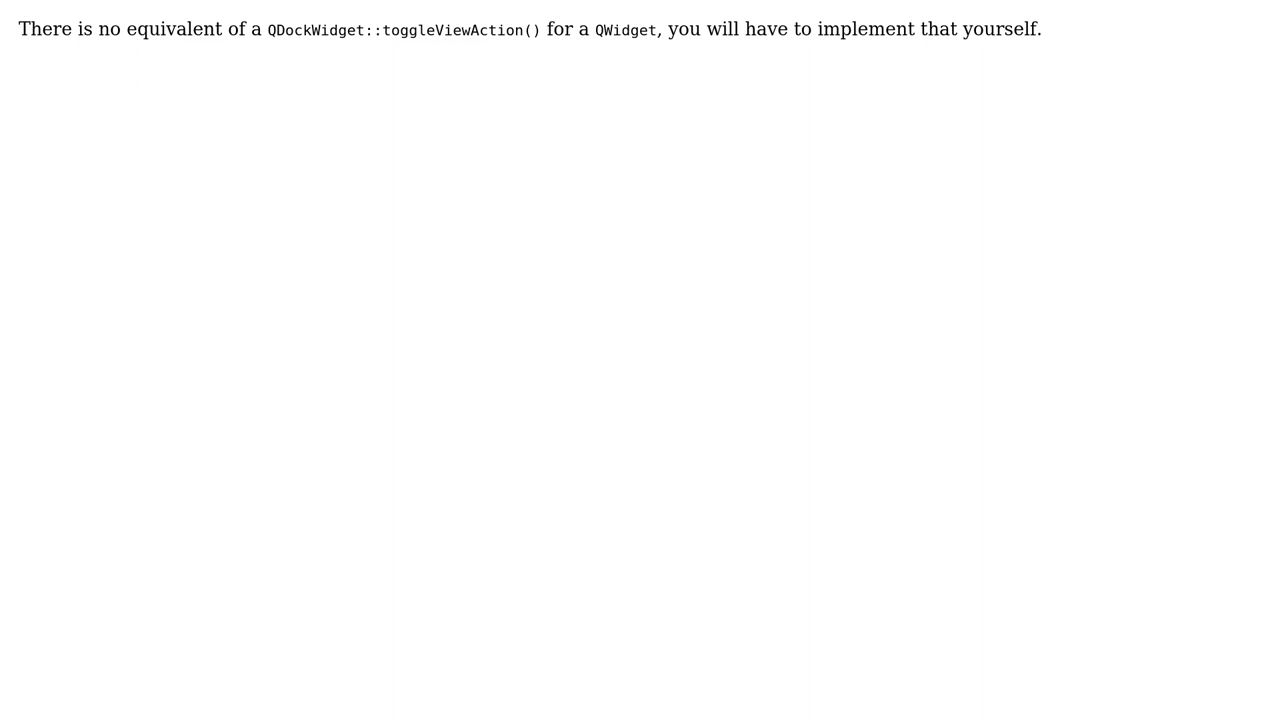 There is no equivalent of a QDockWidget::toggleViewAction() for a QWidget, you will have to implement that yourself.